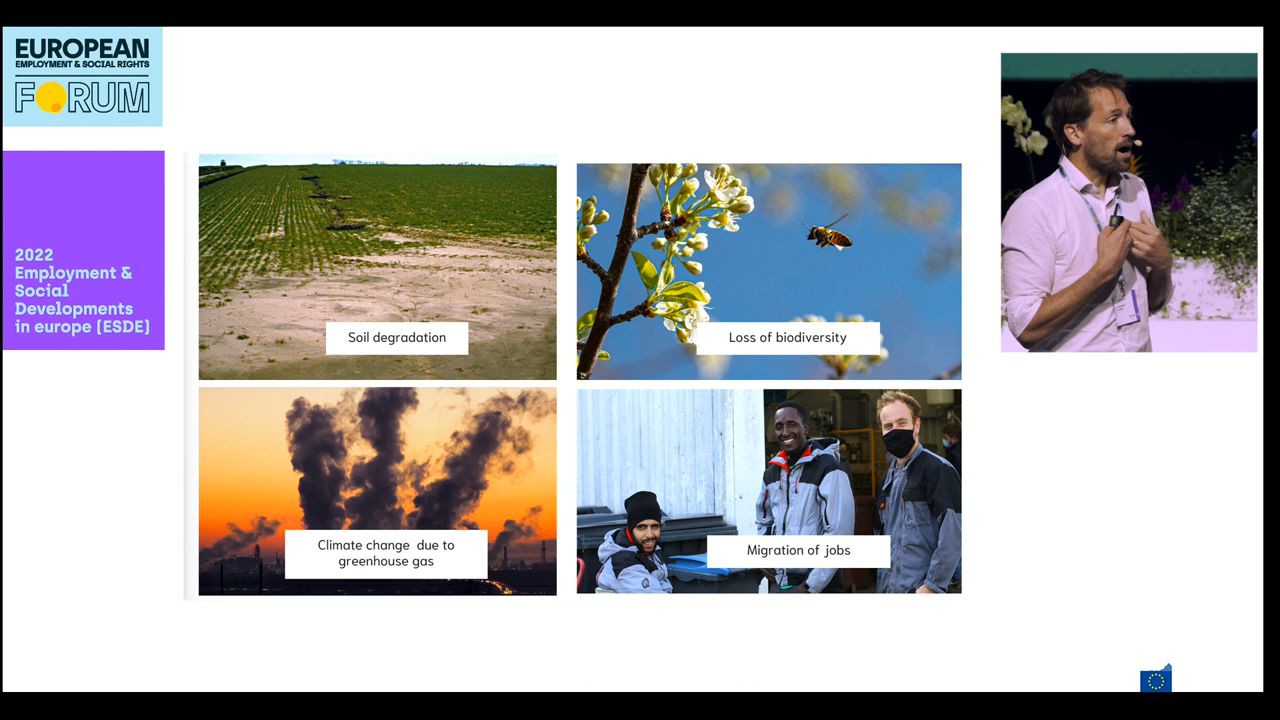 EUROPEAN
EMPLOYMENT & SOCIAL RIGHTS
FORUM
2022
Employment &
Social
Developments
in europe (ESDE)
Soil degradation
Loss of biodiversity
Climate change due to
greenhouse gas
Migration of jobs